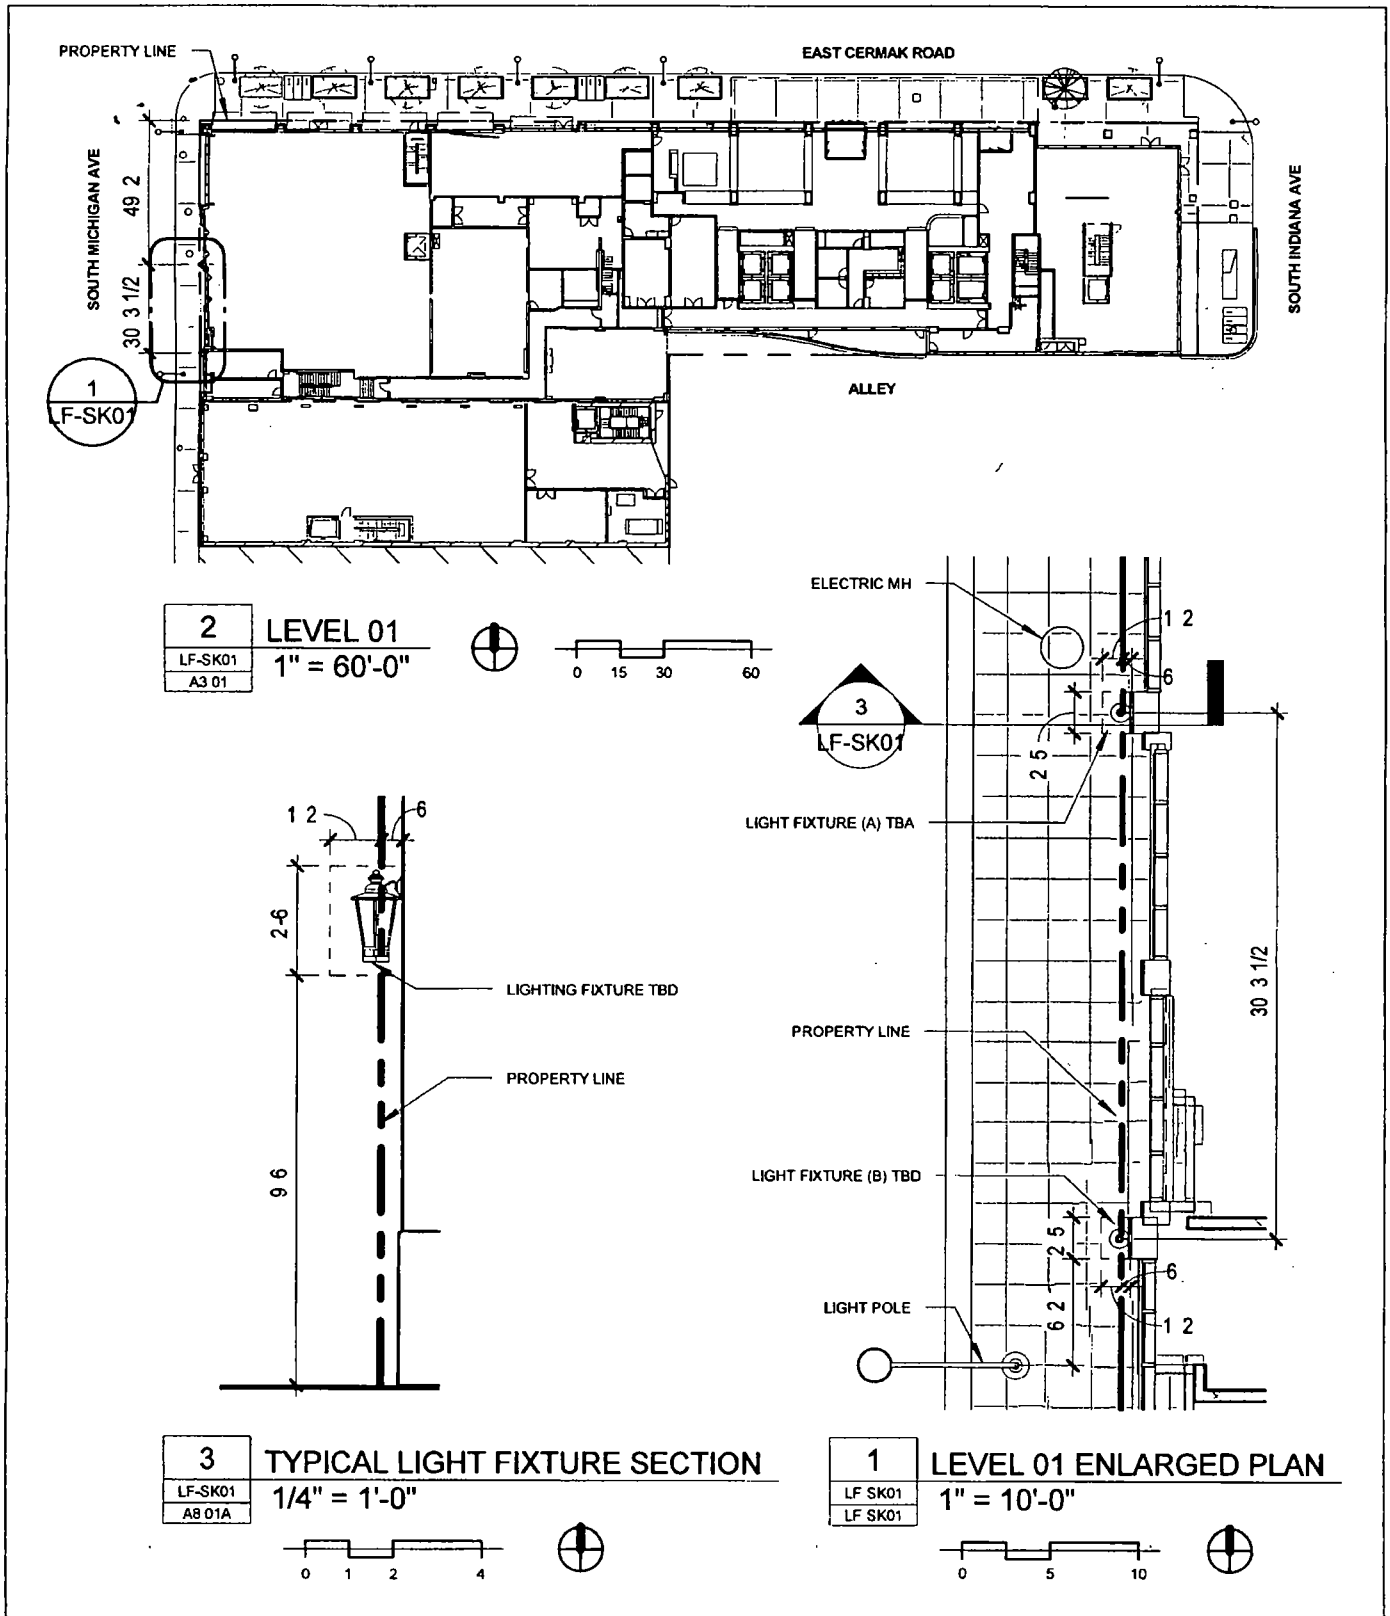 PROPERTY LINE
EAST CERMAK ROAD
SOUTH MICHIGAN AVE
49 2
30 3 1/2
SOUTH INDIANA AVE
1
LF-SK01
ALLEY
2
LF-SK01
A3 01
LEVEL 01
1" = 60'-0"
0 15 30 60
ELECTRIC MH
1 2
6
3
LF-SK01
2 5
LIGHT FIXTURE (A) TBA
30 3 1/2
PROPERTY LINE
LIGHT FIXTURE (B) TBD
2 5
6
6 2
1 2
LIGHT POLE
1 2
6
2-6
LIGHTING FIXTURE TBD
PROPERTY LINE
9 6
3
LF-SK01
A8 01A
TYPICAL LIGHT FIXTURE SECTION
1/4" = 1'-0"
0 1 2 4
1
LF SK01
LF SK01
LEVEL 01 ENLARGED PLAN
1" = 10'-0"
0 5 10